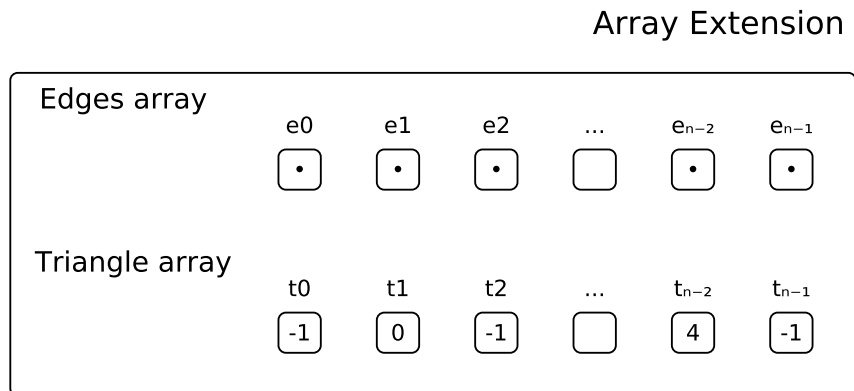 Array Extension
Edges array
e0 e1 e2 ... eₙ₋₂ eₙ₋₁
• • • • •
Triangle array
t0 t1 t2 ... tₙ₋₂ tₙ₋₁
-1 0 -1 4 -1